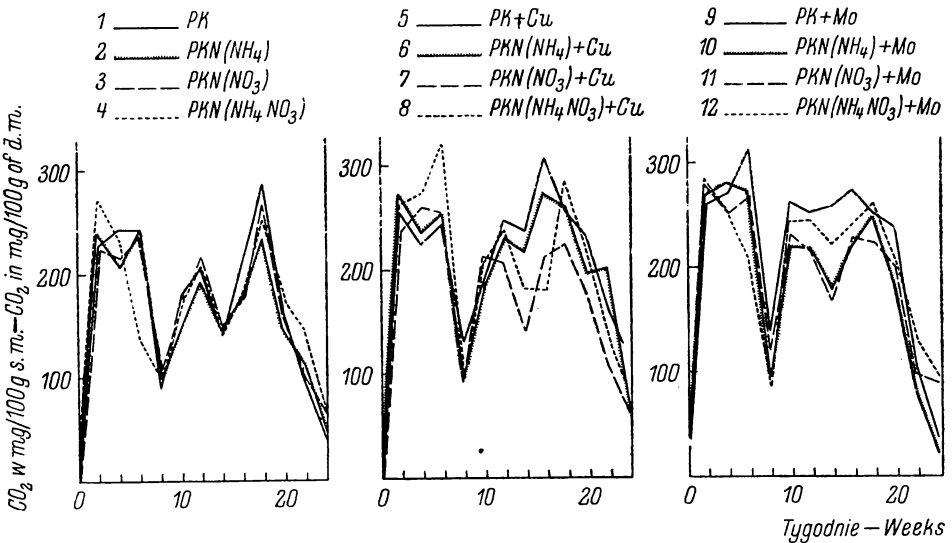 1 PK
2 PKN(NH₄)
3 PKN(NO₃)
4 PKN(NH₄NO₃)
5 PK+Cu
6 PKN(NH₄)+Cu
7 PKN(NO₃)+Cu
8 PKN(NH₄NO₃)+Cu
9 PK+Mo
10 PKN(NH₄)+Mo
11 PKN(NO₃)+Mo
12 PKN(NH₄NO₃)+Mo
CO₂ w mg/100g s.m.–CO₂ in mg/100g of d.m.
300
200
100
0 10 20
300
200
100
0 10 20
300
200
100
0 10 20
Tygodnie – Weeks